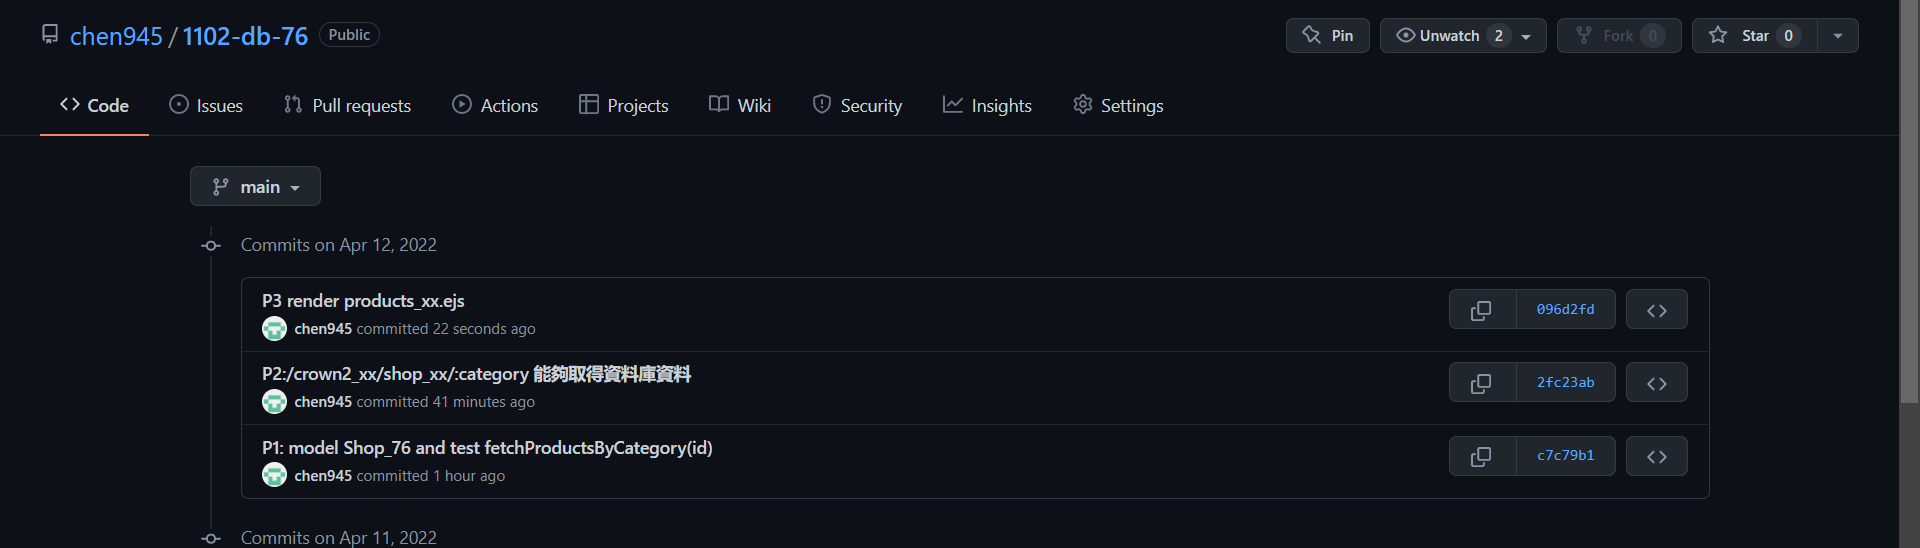 chen945 / 1102-db-76 Public
Pin Unwatch 2 Fork 0 Star 0
Code Issues Pull requests Actions Projects Wiki Security Insights Settings
main
Commits on Apr 12, 2022
P3 render products_xx.ejs
chen945 committed 22 seconds ago
096d2fd
P2:/crown2_xx/shop_xx/:category 能夠取得資料庫資料
chen945 committed 41 minutes ago
2fc23ab
P1: model Shop_76 and test fetchProductsByCategory(id)
chen945 committed 1 hour ago
c7c79b1
Commits on Apr 11, 2022